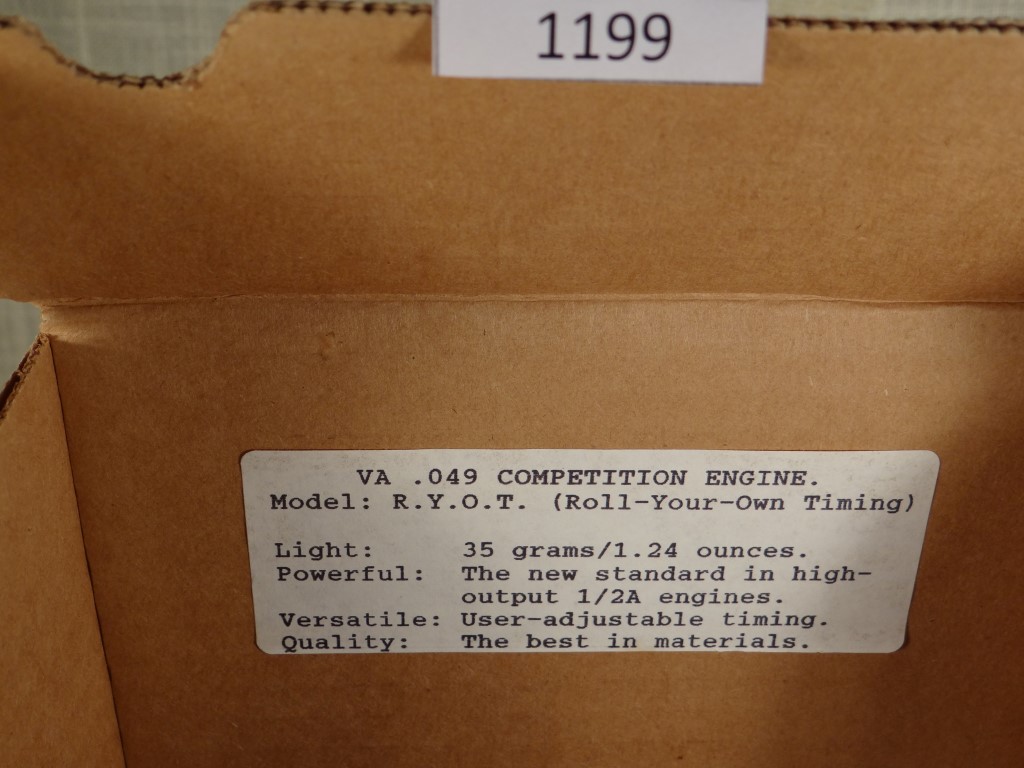 1199
VA .049 COMPETITION ENGINE.
Model: R.Y.O.T. (Roll-Your-Own Timing)
Light: 35 grams/1.24 ounces.
Powerful: The new standard in high-
output 1/2A engines.
Versatile: User-adjustable timing.
Quality: The best in materials.